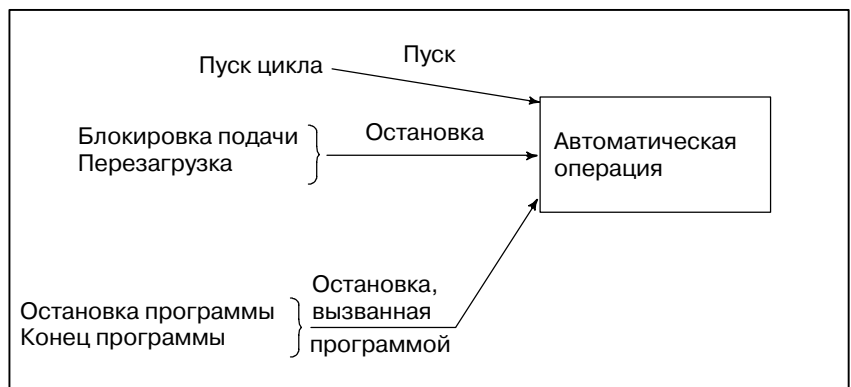 Пуск
Пуск цикла
Блокировка подачи
Перезагрузка
Остановка
Автоматическая
операция
Остановка программы
Конец программы
Остановка,
вызванная
программой